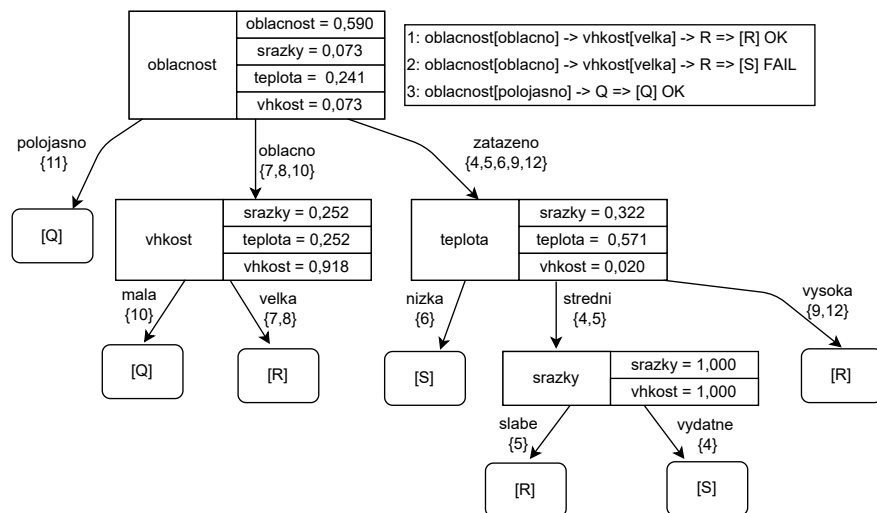 oblacnost
oblacnost = 0,590
srazky = 0,073
teplota = 0,241
vhkost = 0,073
1: oblacnost[oblacno] -> vhkost[velka] -> R => [R] OK
2: oblacnost[oblacno] -> vhkost[velka] -> R => [S] FAIL
3: oblacnost[polojasno] -> Q => [Q] OK
polojasno
{11}
oblacno
{7,8,10}
zatazeno
{4,5,6,9,12}
[Q]
vhkost
srazky = 0,252
teplota = 0,252
vhkost = 0,918
teplota
srazky = 0,322
teplota = 0,571
vhkost = 0,020
mala
{10}
velka
{7,8}
nizka
{6}
stredni
{4,5}
vysoka
{9,12}
[Q]
[R]
[S]
srazky
srazky = 1,000
vhkost = 1,000
[R]
slabe
{5}
vydatne
{4}
[R]
[S]